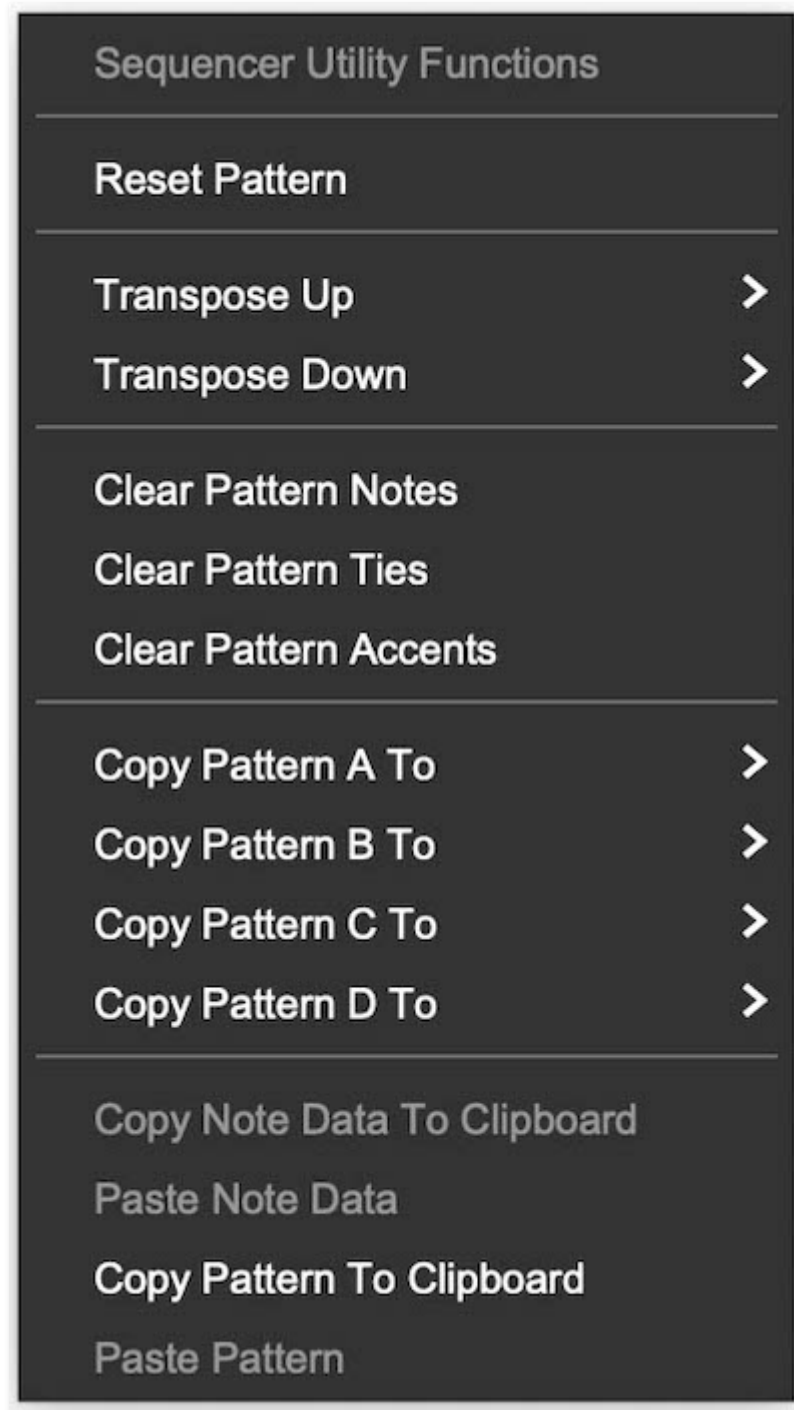 Sequencer Utility Functions
Reset Pattern
Transpose Up
Transpose Down
Clear Pattern Notes
Clear Pattern Ties
Clear Pattern Accents
Copy Pattern A To
Copy Pattern B To
Copy Pattern C To
Copy Pattern D To
Copy Note Data To Clipboard
Paste Note Data
Copy Pattern To Clipboard
Paste Pattern